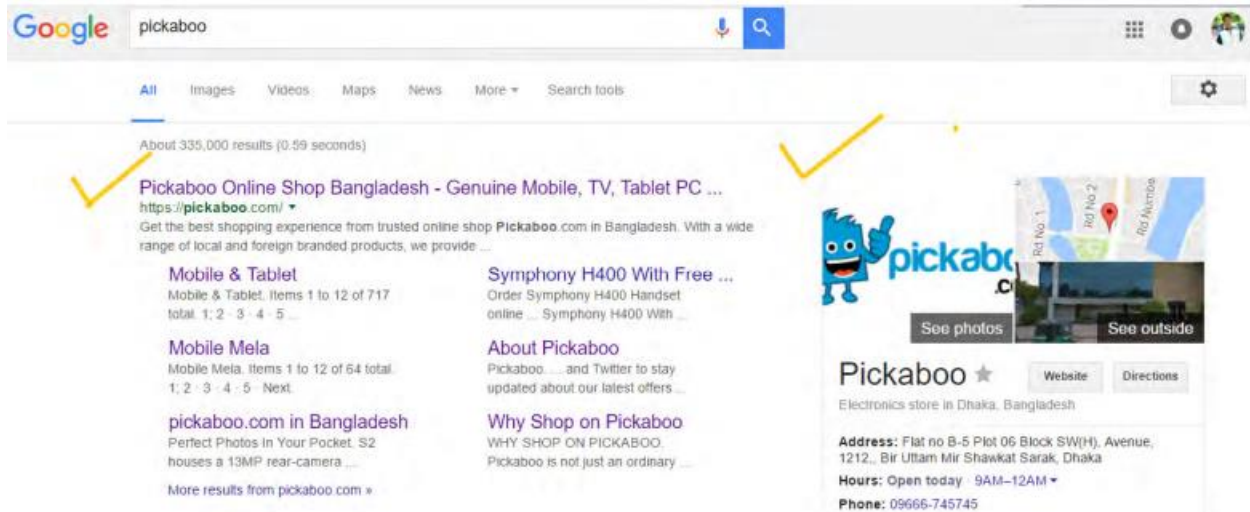 Google
pickaboo
All Images Videos Maps News More Search tools
About 335,000 results (0.59 seconds)
Pickaboo Online Shop Bangladesh - Genuine Mobile, TV, Tablet PC ...
https://pickaboo.com/
Get the best shopping experience from trusted online shop Pickaboo.com in Bangladesh. With a wide
range of local and foreign branded products, we provide ...
Mobile & Tablet
Mobile & Tablet. Items 1 to 12 of 717
total. 1; 2 · 3 · 4 · 5 ...
Symphony H400 With Free ...
Order Symphony H400 Handset
online ... Symphony H400 With ...
Mobile Mela
Mobile Mela. Items 1 to 12 of 64 total.
1; 2 · 3 · 4 · 5 · Next.
About Pickaboo
Pickaboo. ... and Twitter to stay
updated about our latest offers ...
pickaboo.com in Bangladesh
Perfect Photos In Your Pocket. S2
houses a 13MP rear-camera ...
Why Shop on Pickaboo
WHY SHOP ON PICKABOO.
Pickaboo is not just an ordinary ...
More results from pickaboo.com »
pickabo
.co
See photos
Rd No 1
Rd No 2
Rd Numbe
See outside
Pickaboo
Website
Directions
Electronics store in Dhaka, Bangladesh
Address: Flat no B-5 Plot 06 Block SW(H), Avenue,
1212,, Bir Uttam Mir Shawkat Sarak, Dhaka
Hours: Open today · 9AM–12AM
Phone: 09666-745745